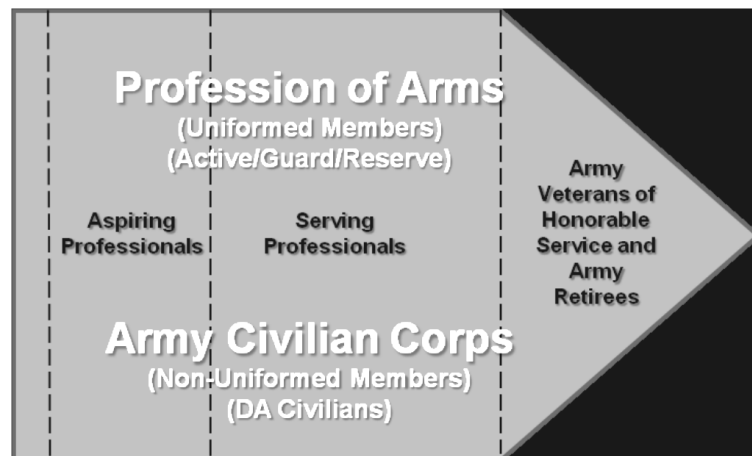 Profession of Arms
(Uniformed Members)
(Active/Guard/Reserve)
Aspiring
Professionals
Serving
Professionals
Army
Veterans of
Honorable
Service and
Army
Retirees
Army Civilian Corps
(Non-Uniformed Members)
(DA Civilians)